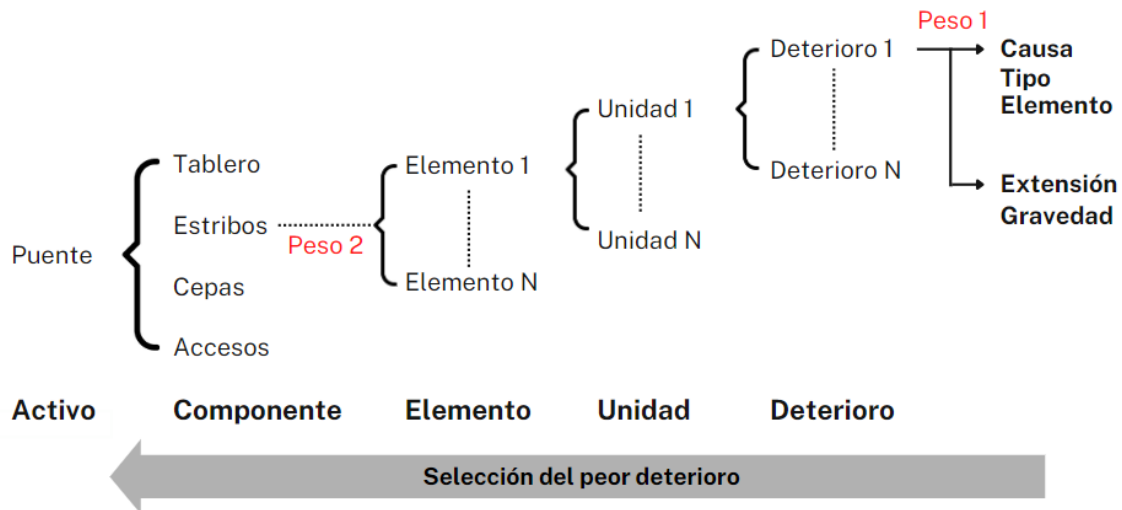 Peso 1
Deterioro 1
Causa
Tipo
Elemento
Unidad 1
Tablero
Elemento 1
Deterioro N
Extensión
Gravedad
Estribos
Peso 2
Unidad N
Puente
Cepas
Elemento N
Accesos
Activo Componente Elemento Unidad Deterioro
Selección del peor deterioro